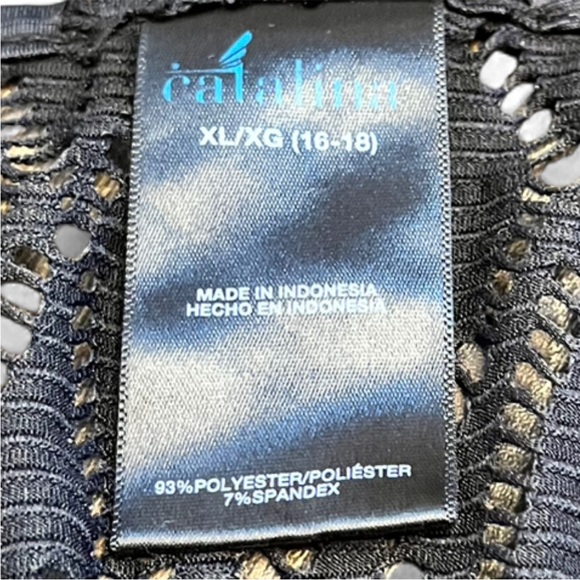 catalina
XL/XG (16-18)
MADE IN INDONESIA
HECHO EN INDONESIA
93%POLYESTER/POLIÉSTER
7%SPANDEX